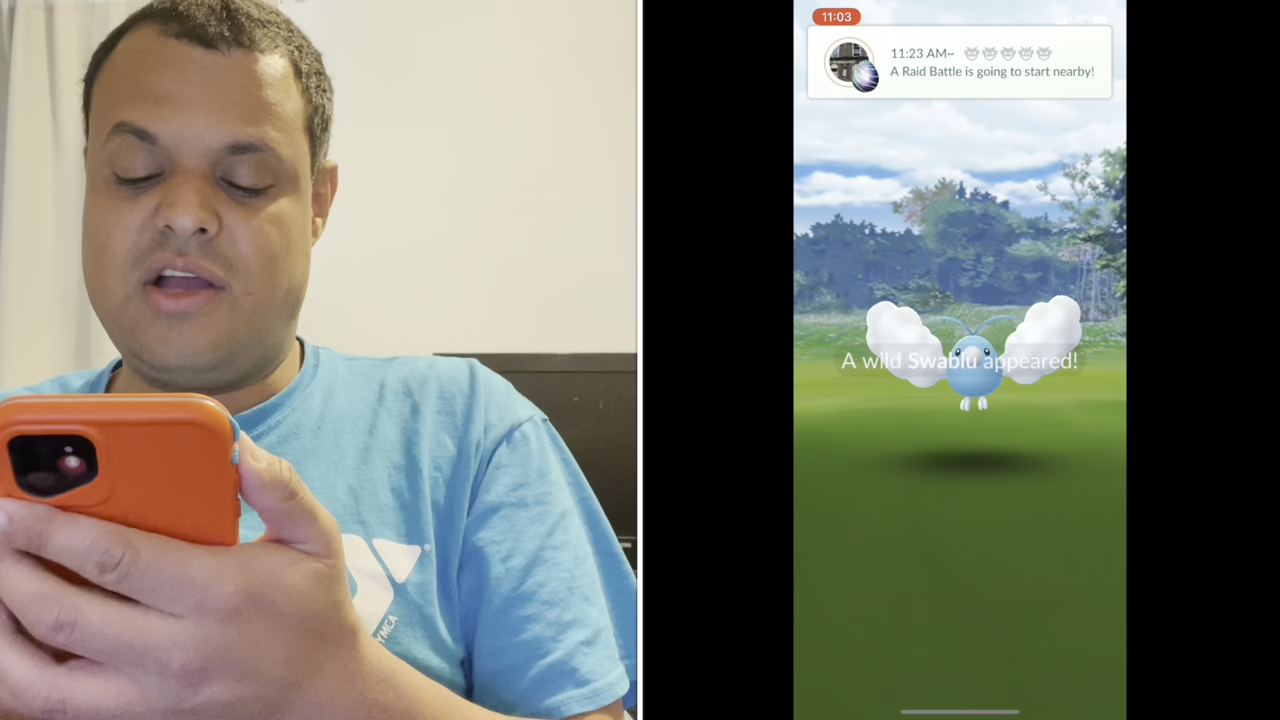 YMCA
11:03
11:23 AM~
A Raid Battle is going to start nearby!
A wild Swablu appeared!